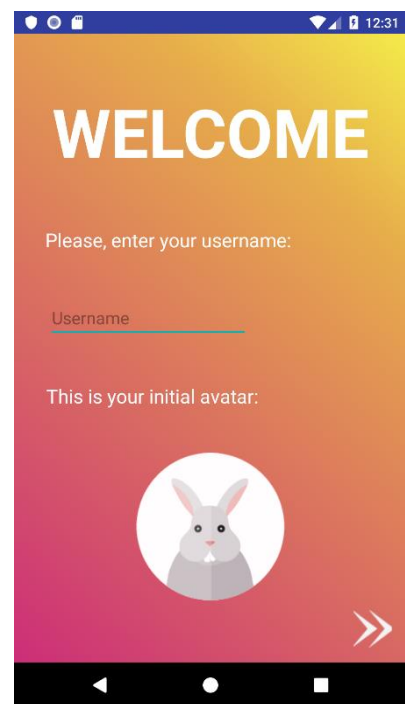 12:31
WELCOME
Please, enter your username:
Username
This is your initial avatar: